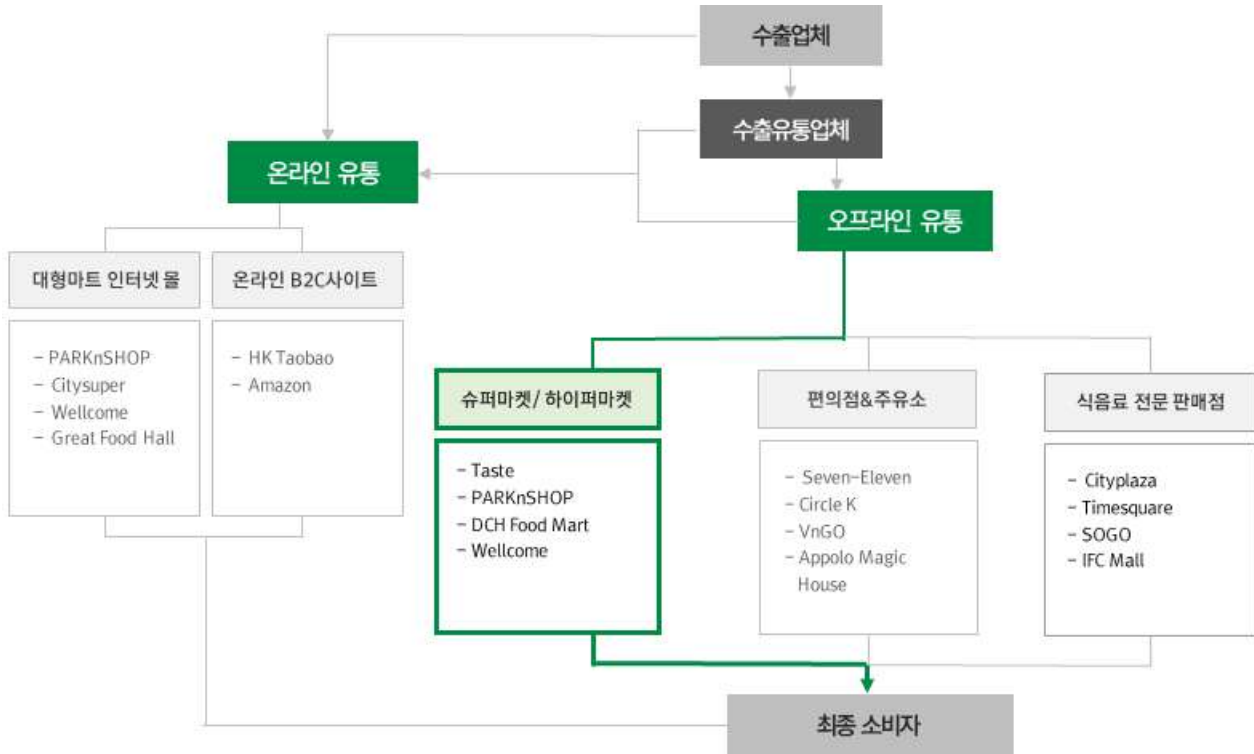 수출업체
수출유통업체
온라인 유통
오프라인 유통
대형마트 인터넷 몰
온라인 B2C사이트
- PARKnSHOP
- Citysuper
- Wellcome
- Great Food Hall
- HK Taobao
- Amazon
슈퍼마켓/ 하이퍼마켓
편의점&주유소
식음료 전문 판매점
- Taste
- PARKnSHOP
- DCH Food Mart
- Wellcome
- Seven-Eleven
- Circle K
- VnGO
- Appolo Magic
House
- Cityplaza
- Timesquare
- SOGO
- IFC Mall
최종 소비자